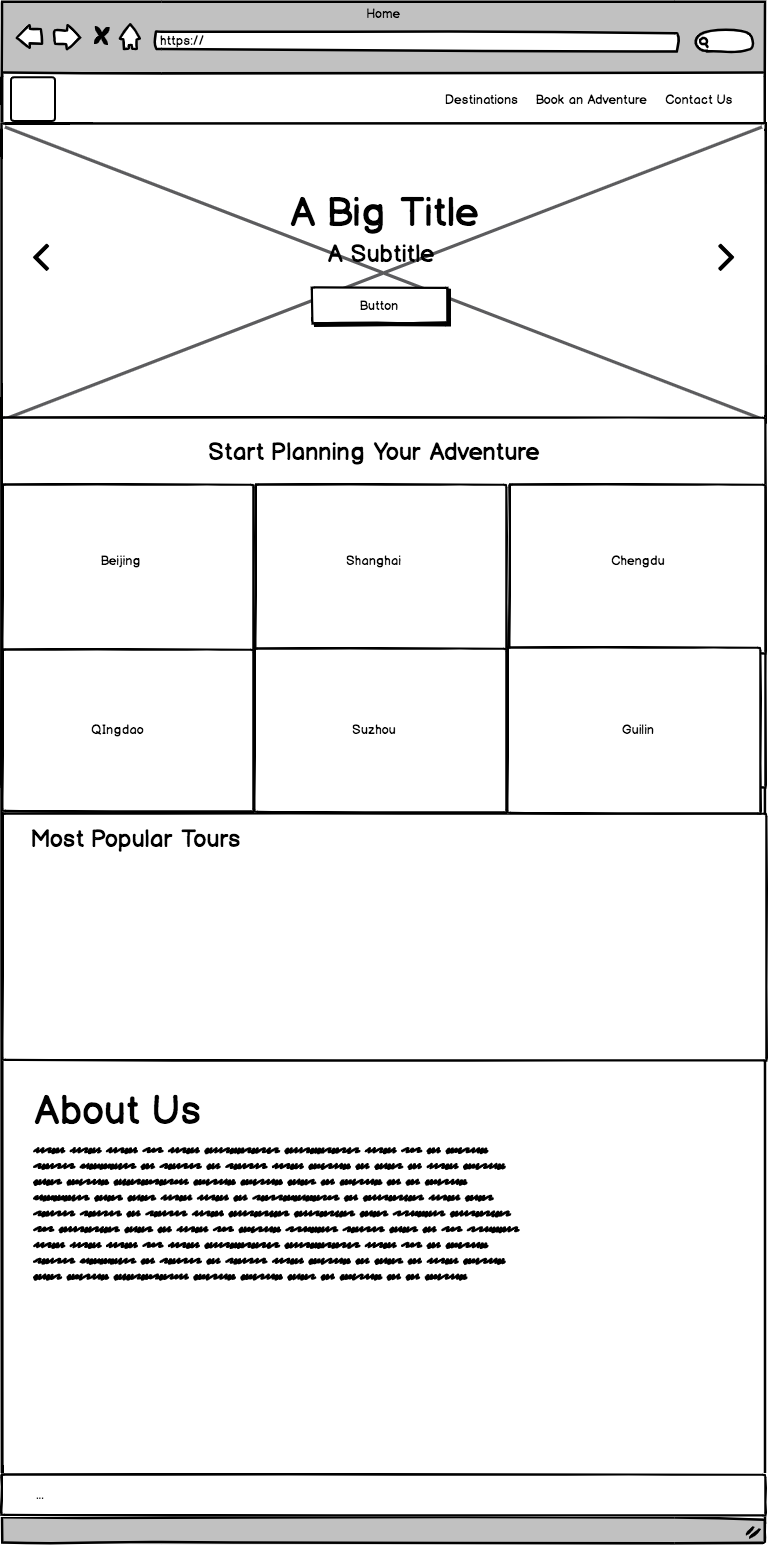 Home
https://
Destinations Book an Adventure Contact Us
A Big Title
A Subtitle
Button
Start Planning Your Adventure
Beijing Shanghai Chengdu
QIngdao Suzhou Guilin
Most Popular Tours
About Us
...